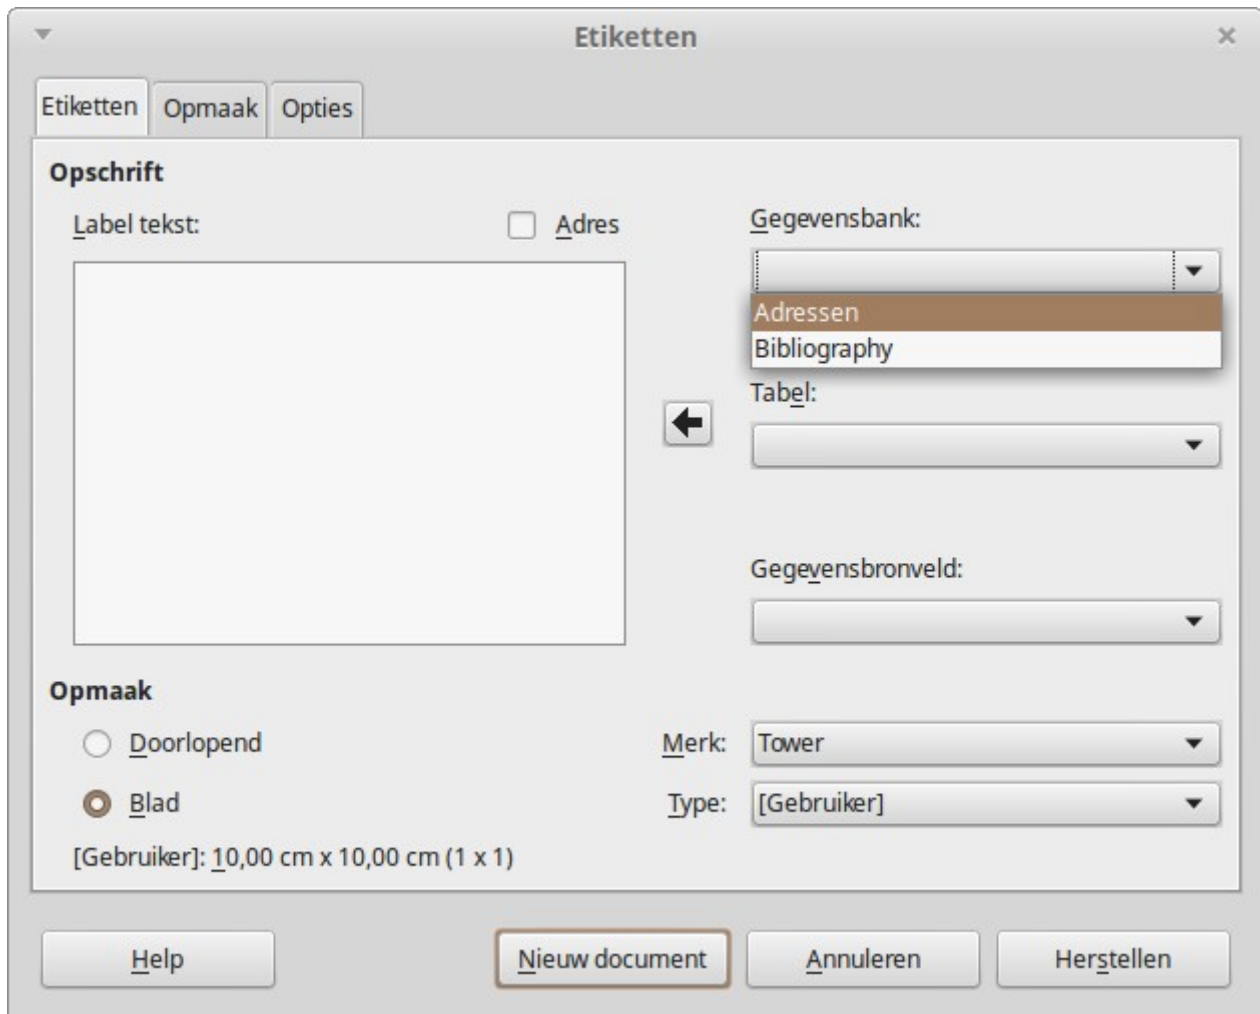 Etiketten
Etiketten Opmaak Opties
Opschrift
Label tekst:
Adres
Gegevensbank:
Adressen
Bibliography
Tabel:
Gegevensbronveld:
Opmaak
Doorlopend
Merk: Tower
Blad
Type: [Gebruiker]
[Gebruiker]: 10,00 cm x 10,00 cm (1 x 1)
Help Nieuw document Annuleren Herstellen